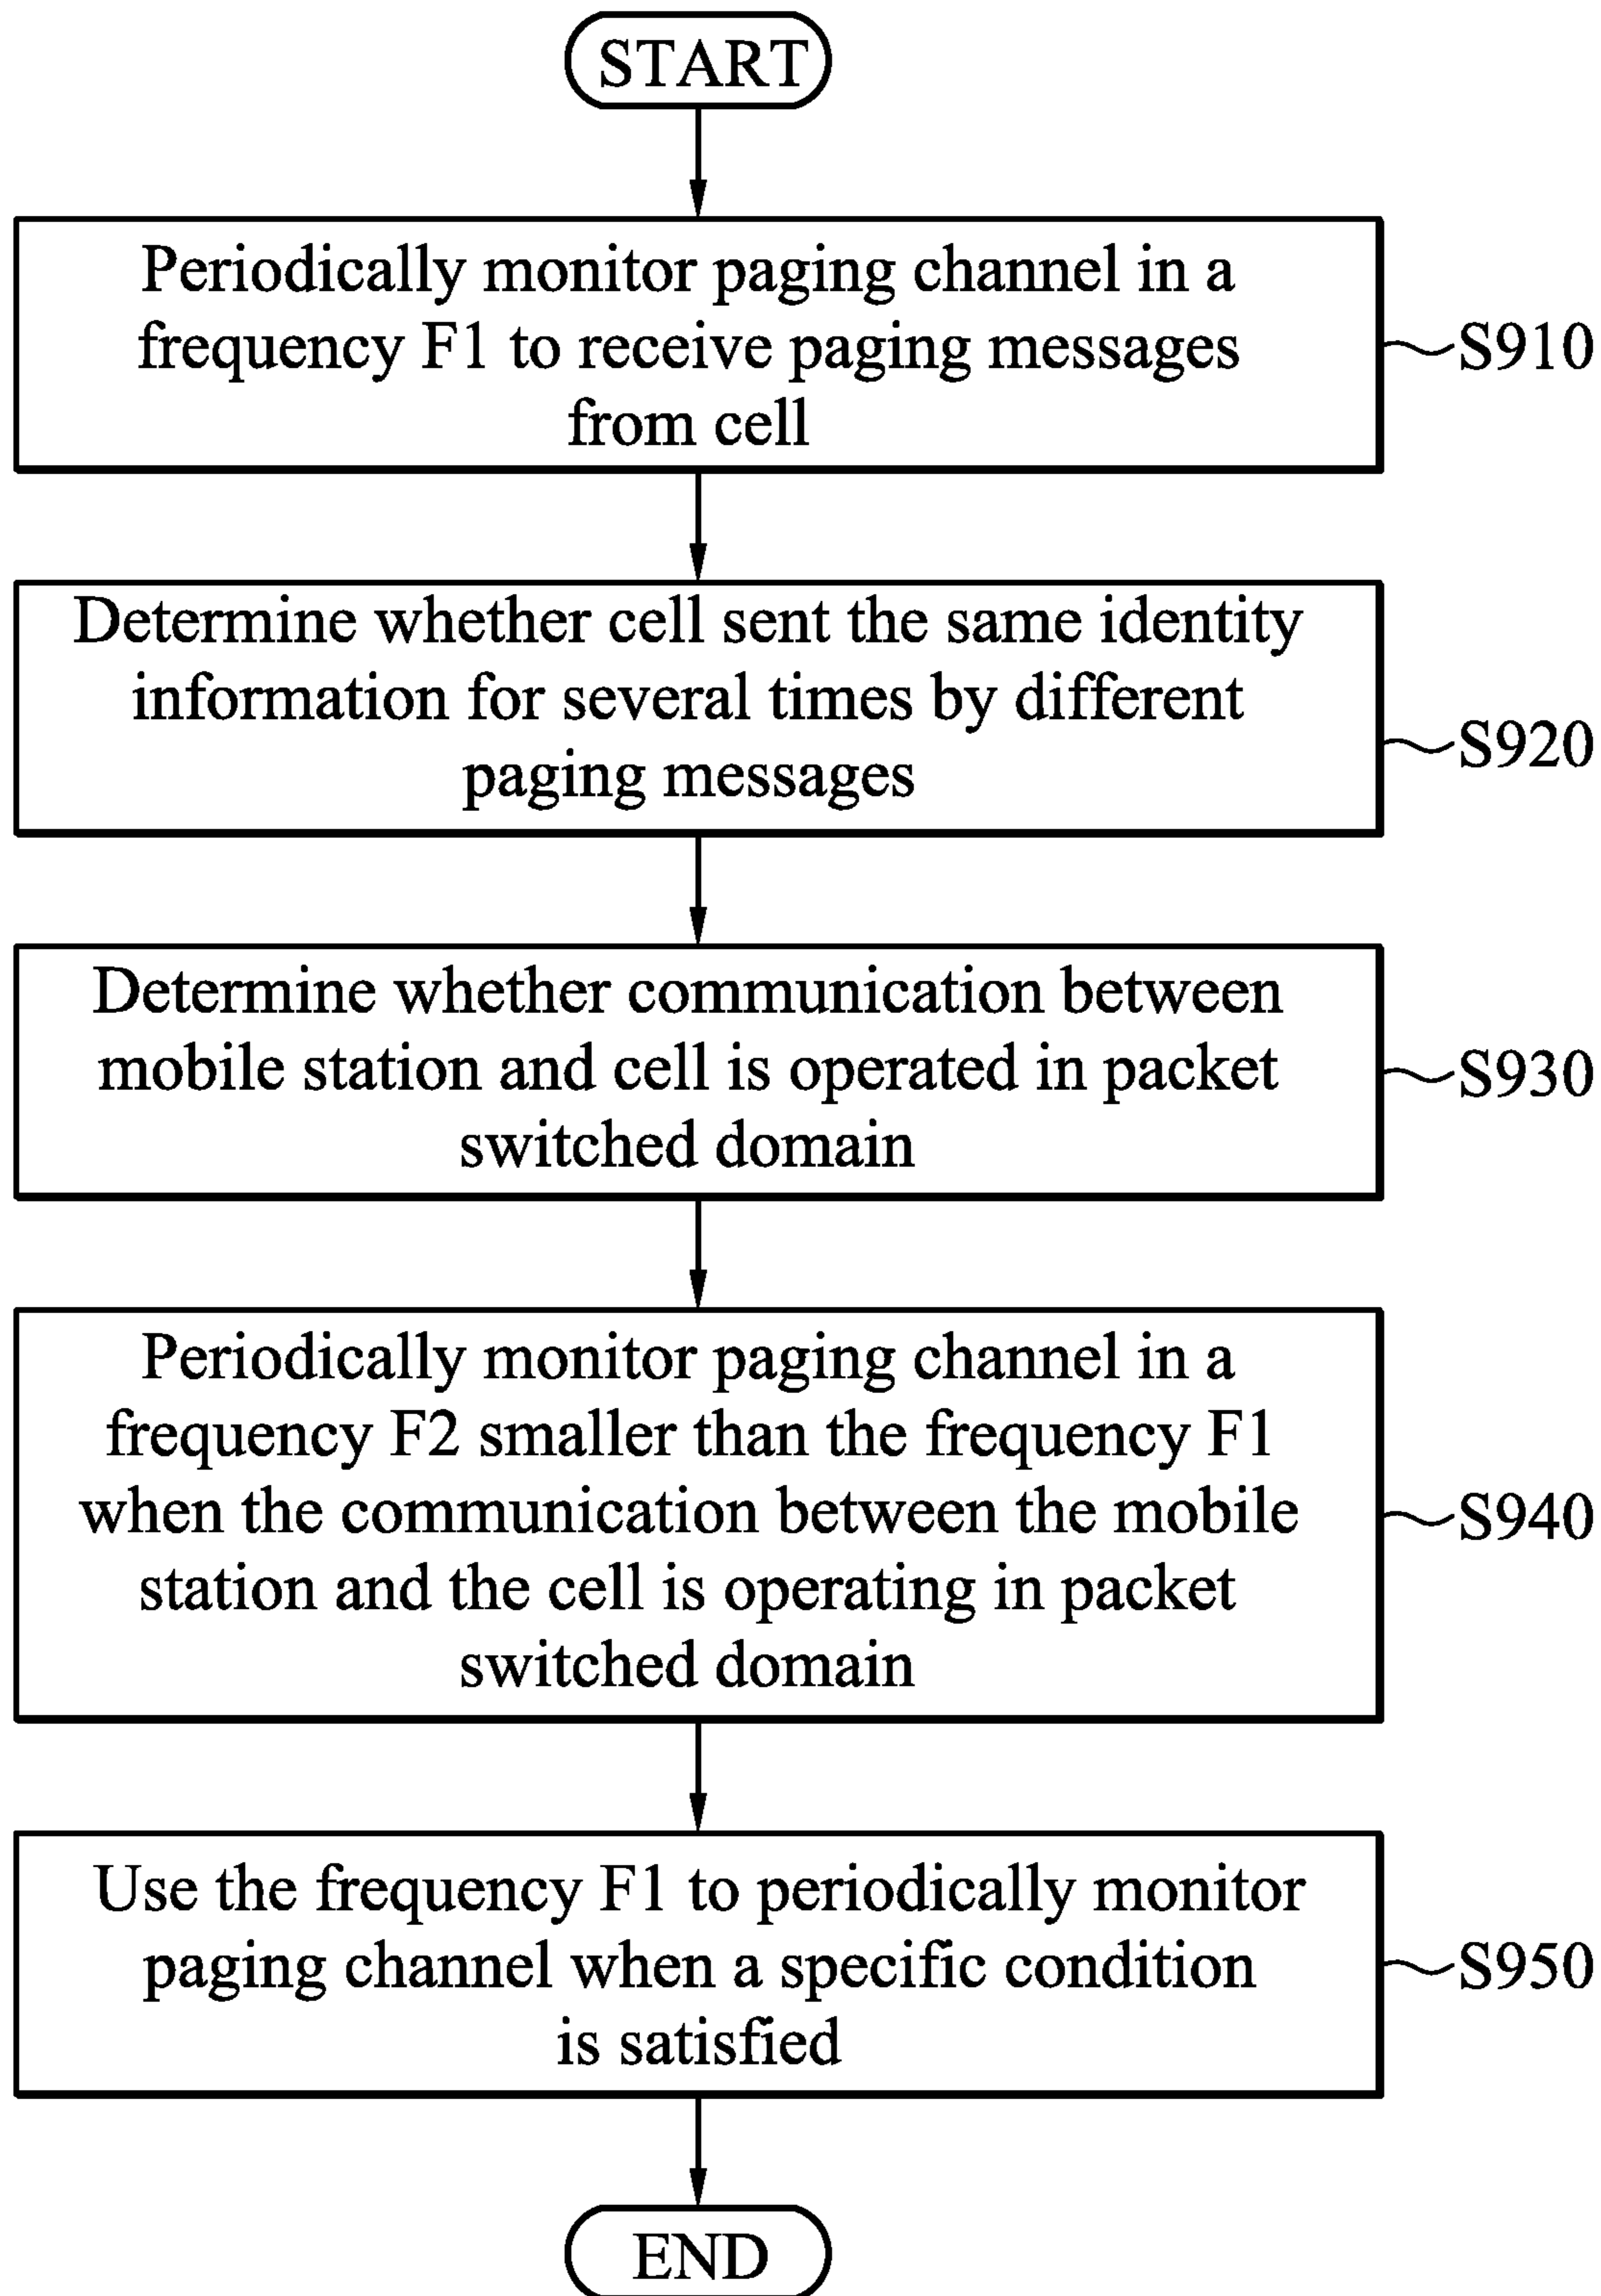 START
Periodically monitor paging channel in a
frequency F1 to receive paging messages
from cell
S910
Determine whether cell sent the same identity
information for several times by different
paging messages
S920
Determine whether communication between
mobile station and cell is operated in packet
switched domain
S930
Periodically monitor paging channel in a
frequency F2 smaller than the frequency F1
when the communication between the mobile
station and the cell is operating in packet
switched domain
S940
Use the frequency F1 to periodically monitor
paging channel when a specific condition
is satisfied
S950
END